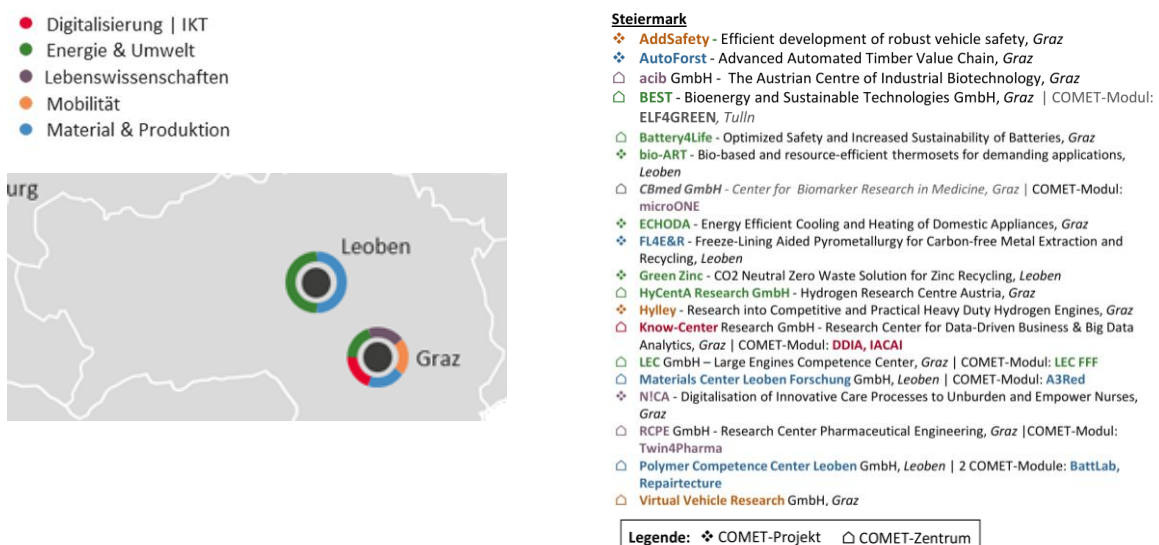 Digitalisierung | IKT
Energie & Umwelt
Lebenswissenschaften
Mobilität
Material & Produktion
urg
Leoben
Graz
Steiermark
AddSafety - Efficient development of robust vehicle safety, Graz
AutoForst - Advanced Automated Timber Value Chain, Graz
acib GmbH - The Austrian Centre of Industrial Biotechnology, Graz
BEST - Bioenergy and Sustainable Technologies GmbH, Graz | COMET-Modul:
ELF4GREEN, Tulln
Battery4Life - Optimized Safety and Increased Sustainability of Batteries, Graz
bio-ART - Bio-based and resource-efficient thermosets for demanding applications,
Leoben
CBmed GmbH - Center for Biomarker Research in Medicine, Graz | COMET-Modul:
microONE
ECHODA - Energy Efficient Cooling and Heating of Domestic Appliances, Graz
FL4E&R - Freeze-Lining Aided Pyrometallurgy for Carbon-free Metal Extraction and
Recycling, Leoben
Green Zinc - CO2 Neutral Zero Waste Solution for Zinc Recycling, Leoben
HyCentA Research GmbH - Hydrogen Research Centre Austria, Graz
Hylley - Research into Competitive and Practical Heavy Duty Hydrogen Engines, Graz
Know-Center Research GmbH - Research Center for Data-Driven Business & Big Data
Analytics, Graz | COMET-Modul: DDIA, IACAI
LEC GmbH – Large Engines Competence Center, Graz | COMET-Modul: LEC FFF
Materials Center Leoben Forschung GmbH, Leoben | COMET-Modul: A3Red
N!CA - Digitalisation of Innovative Care Processes to Unburden and Empower Nurses,
Graz
RCPE GmbH - Research Center Pharmaceutical Engineering, Graz |COMET-Modul:
Twin4Pharma
Polymer Competence Center Leoben GmbH, Leoben | 2 COMET-Module: BattLab,
Repairtecture
Virtual Vehicle Research GmbH, Graz
Legende: COMET-Projekt COMET-Zentrum